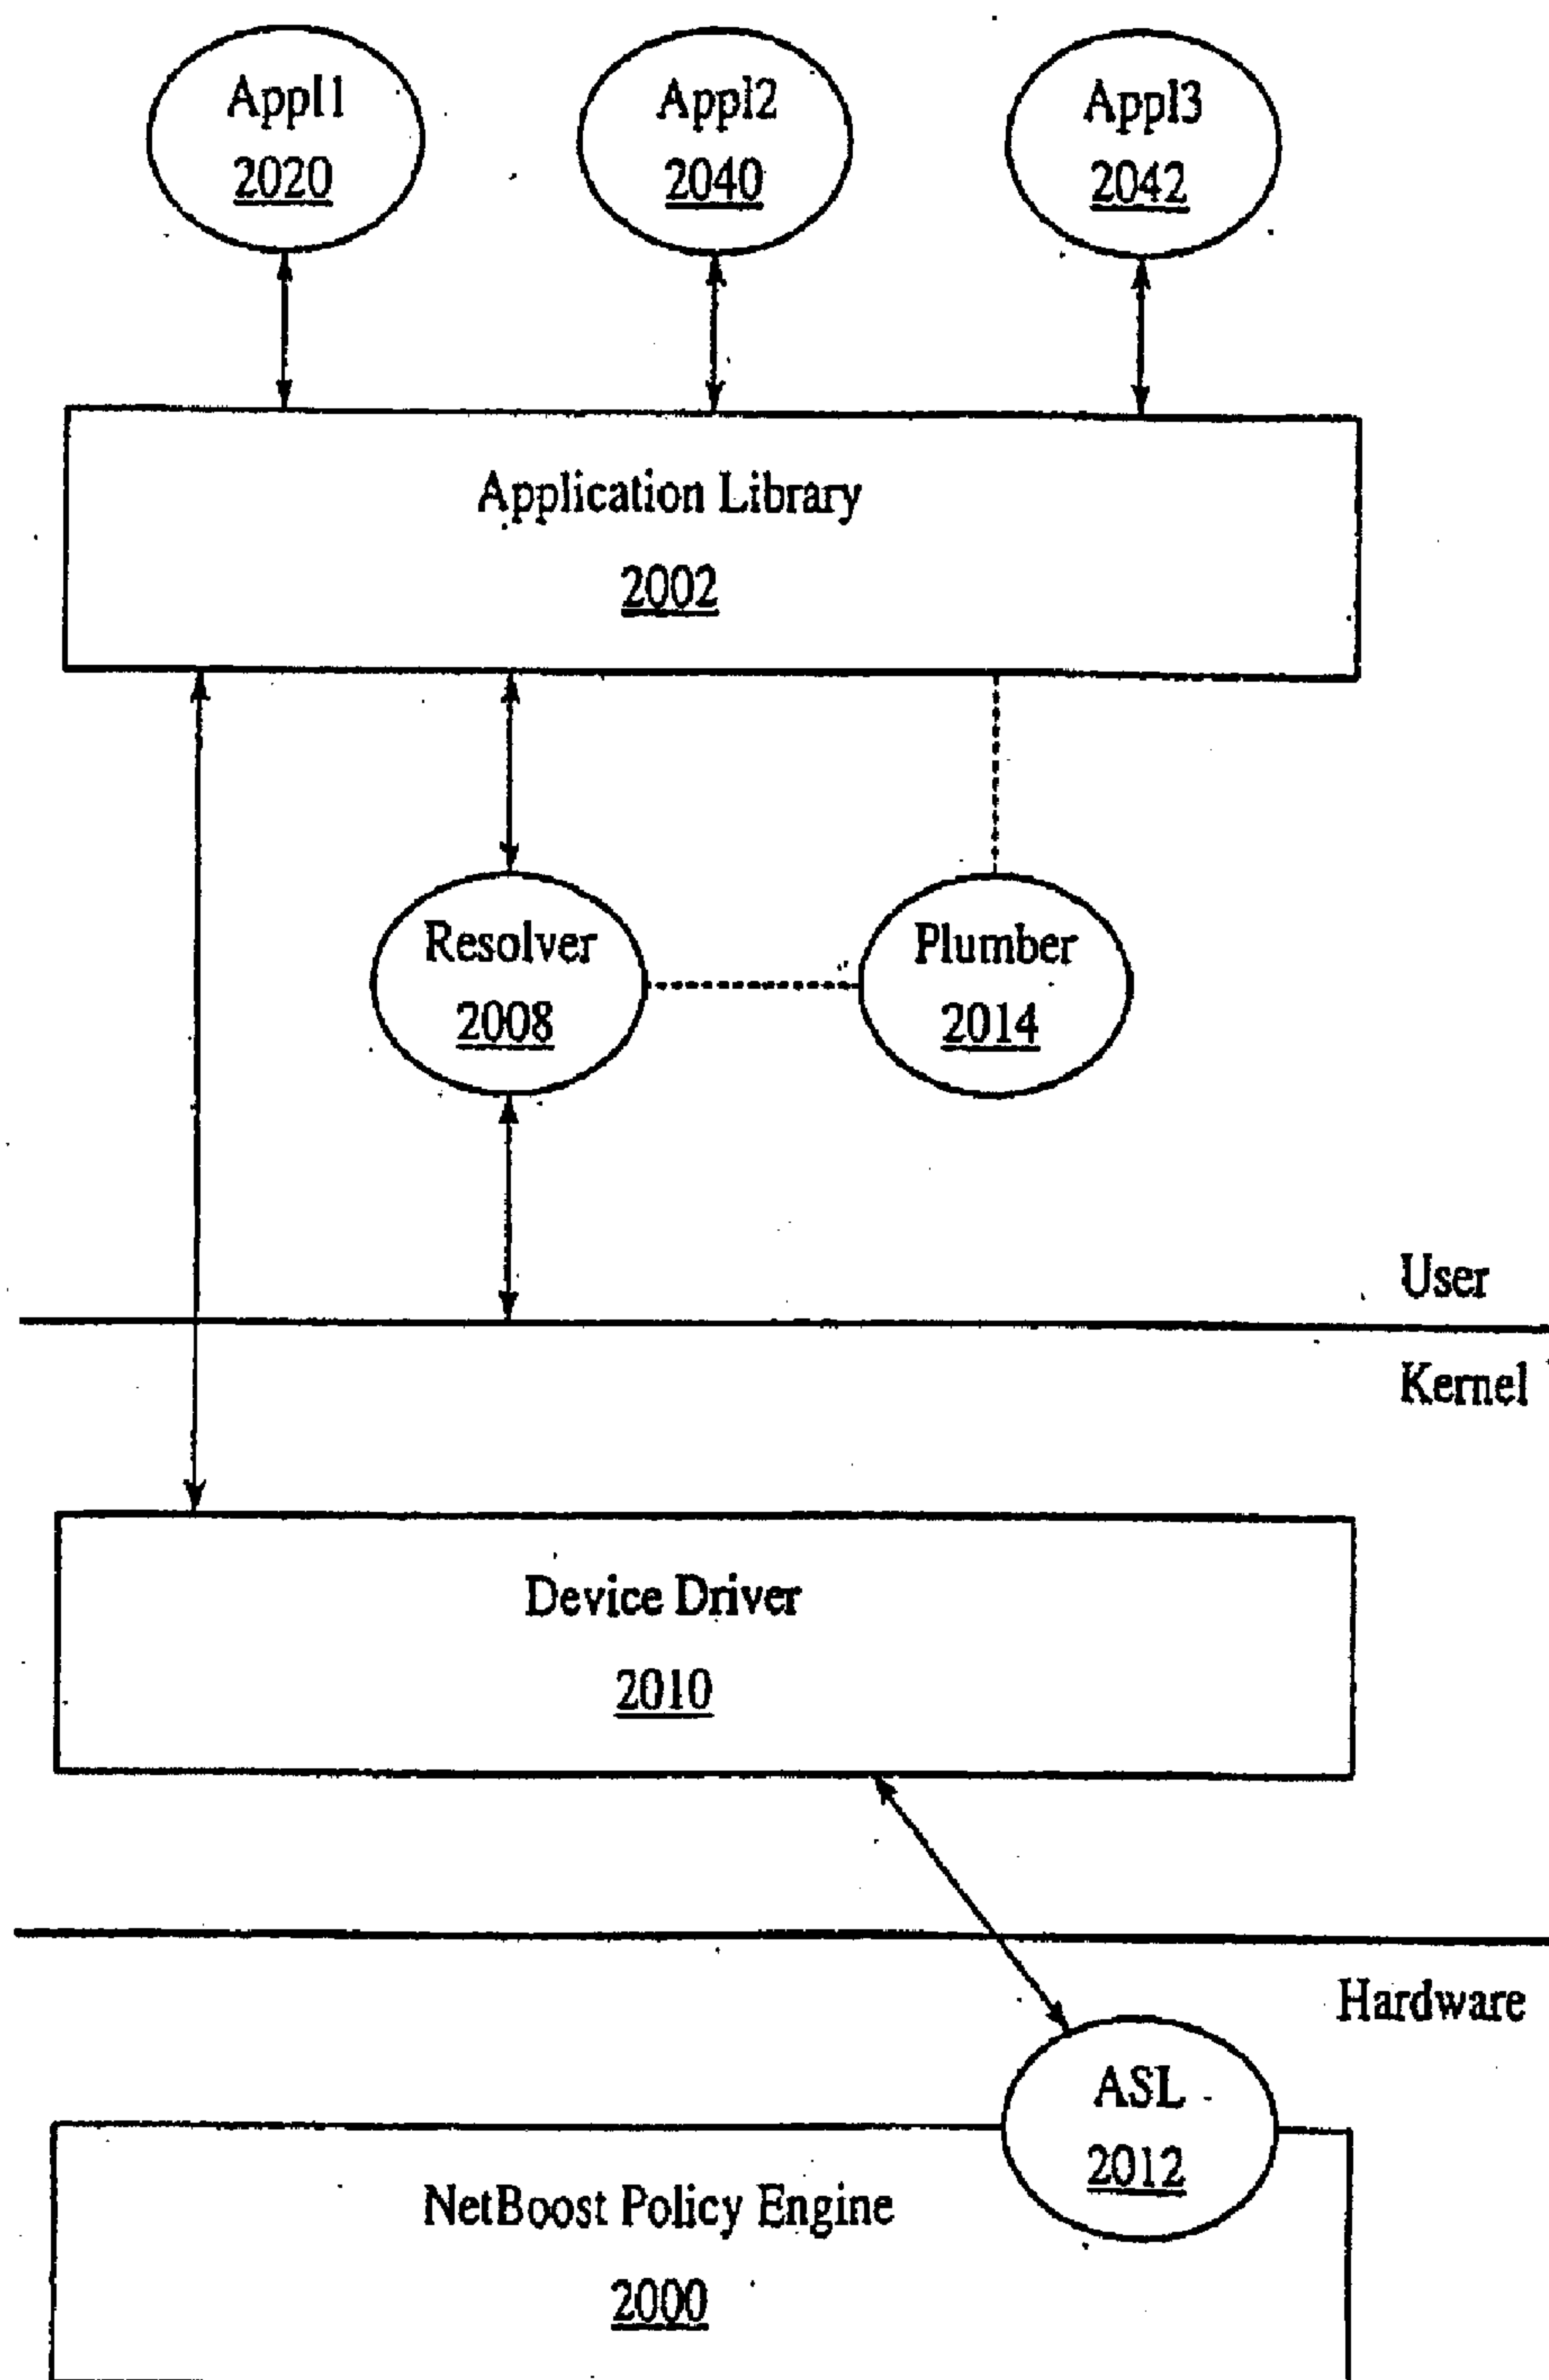 Appl1
2020
Appl2
2040
Appl3
2042
Application Library
2002
Resolver
2008
Plumber
2014
User
Kernel
Device Driver
2010
Hardware
ASL
2012
NetBoost Policy Engine
2000